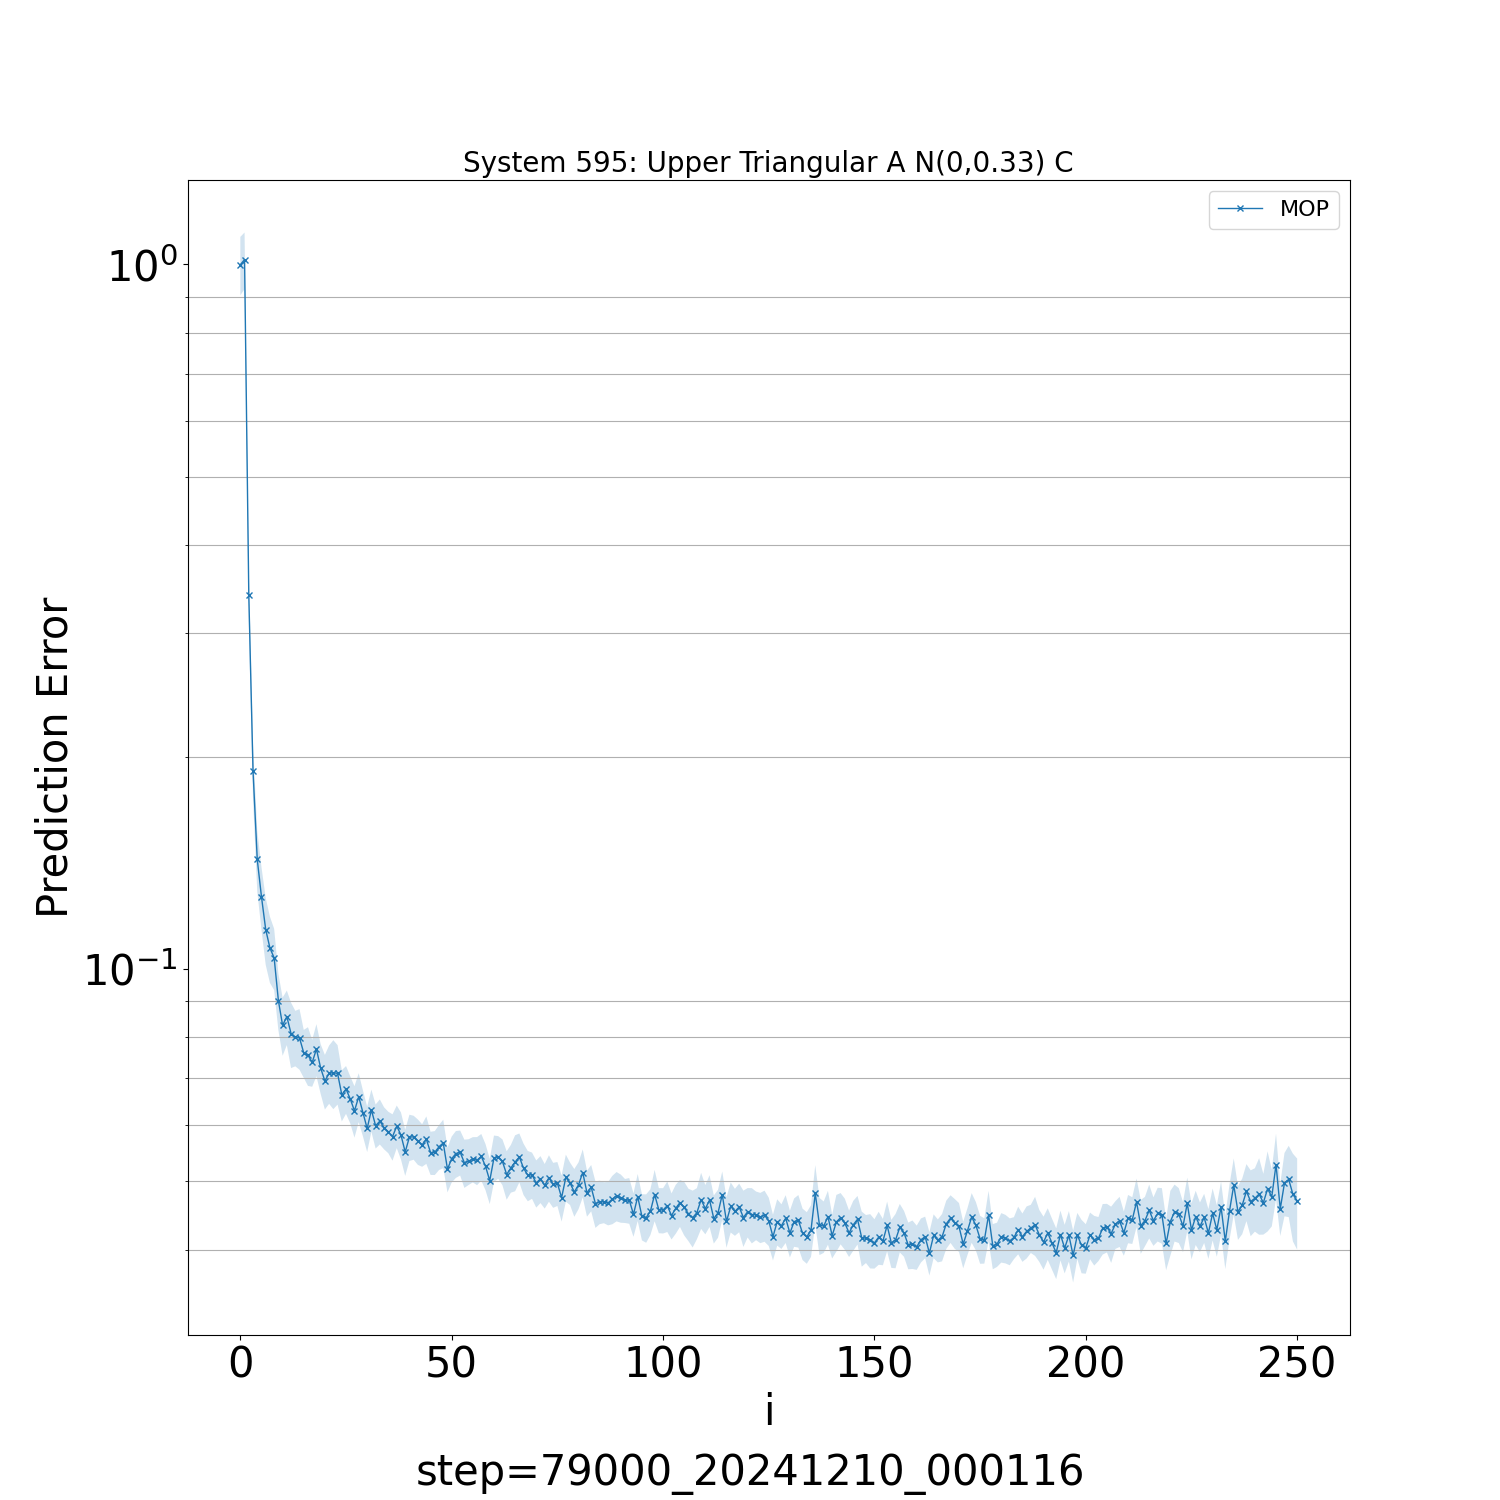 System 595: Upper Triangular A N(0,0.33) C
MOP
10⁰
10⁻¹
Prediction Error
0 50 100 150 200 250
i
step=79000_20241210_000116